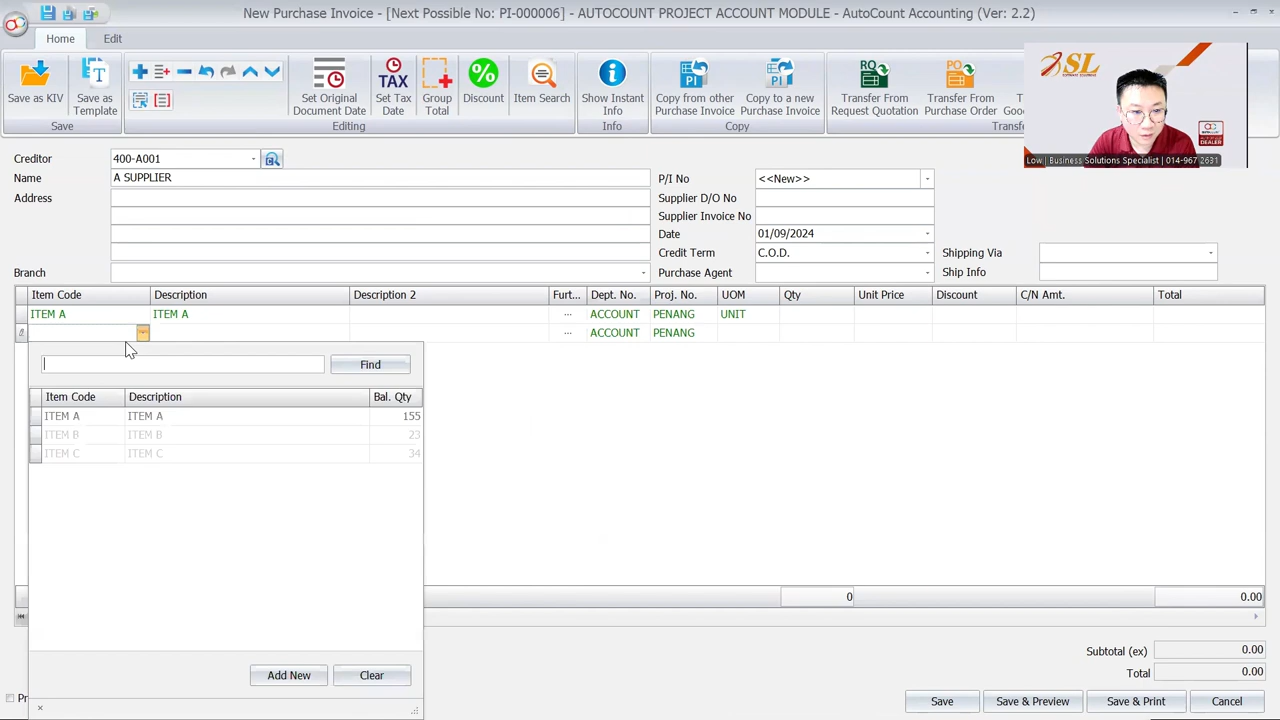 New Purchase Invoice - [Next Possible No: PI-000006] - AUTOCOUNT PROJECT ACCOUNT MODULE - AutoCount Accounting (Ver: 2.2)
Home Edit
Save as KIV
Save as Template
Save
Set Original Document Date
Set Tax Date
TAX
Group Total
Discount
Item Search
Editing
Show Instant Info
Info
Copy from other Purchase Invoice
Copy to a new Purchase Invoice
Copy
Transfer From Request Quotation
Transfer From Purchase Order
T
Goo
Transfe
SL
Low | Business Solutions Specialist | 014-967 2631
Creditor 400-A001
Name A SUPPLIER
Address
Branch
P/I No <<New>>
Supplier D/O No
Supplier Invoice No
Date 01/09/2024
Credit Term C.O.D.
Purchase Agent
Shipping Via
Ship Info
Item Code Description Description 2 Furt... Dept. No. Proj. No. UOM Qty Unit Price Discount C/N Amt. Total
ITEM A ITEM A ... ACCOUNT PENANG UNIT
... ACCOUNT PENANG
Find
Item Code Description Bal. Qty
ITEM A ITEM A 155
ITEM B ITEM B 23
ITEM C ITEM C 34
0 0.00
Add New Clear
Subtotal (ex) 0.00
Total 0.00
Pr
Save Save & Preview Save & Print Cancel